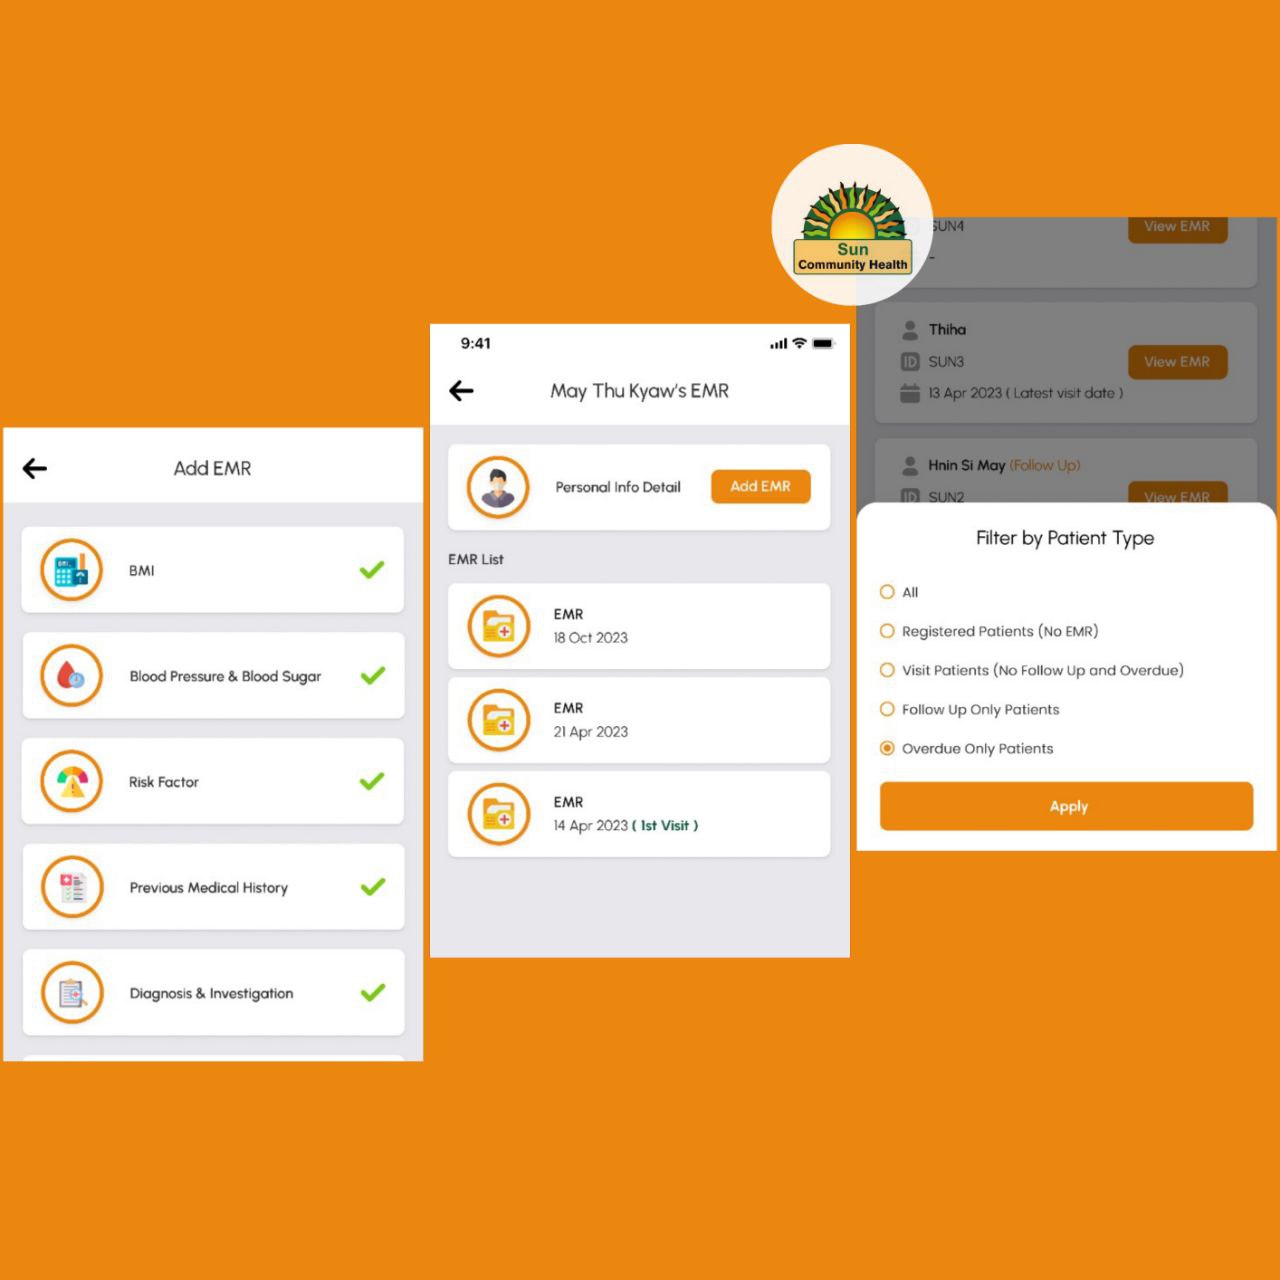 Add EMR
BMI
Blood Pressure & Blood Sugar
Risk Factor
Previous Medical History
Diagnosis & Investigation
9:41
May Thu Kyaw's EMR
Personal Info Detail
Add EMR
EMR List
EMR
18 Oct 2023
EMR
21 Apr 2023
EMR
14 Apr 2023 ( 1st Visit )
Sun
Community Health
SUN4
View EMR
-
Thiha
ID SUN3
View EMR
13 Apr 2023 ( Latest visit date )
Hnin Si May (Follow Up)
ID SUN2
View EMR
Filter by Patient Type
All
Registered Patients (No EMR)
Visit Patients (No Follow Up and Overdue)
Follow Up Only Patients
Overdue Only Patients
Apply